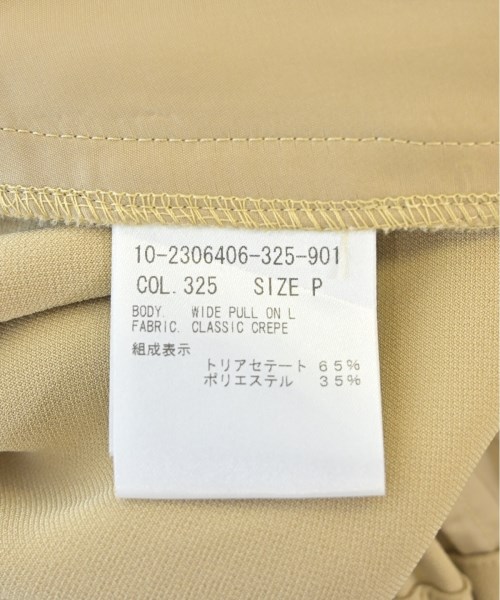 10-2306406-325-901
COL. 325 SIZE P
BODY. WIDE PULL ON L
FABRIC. CLASSIC CREPE
組成表示
トリアセテート 65%
ポリエステル 35%